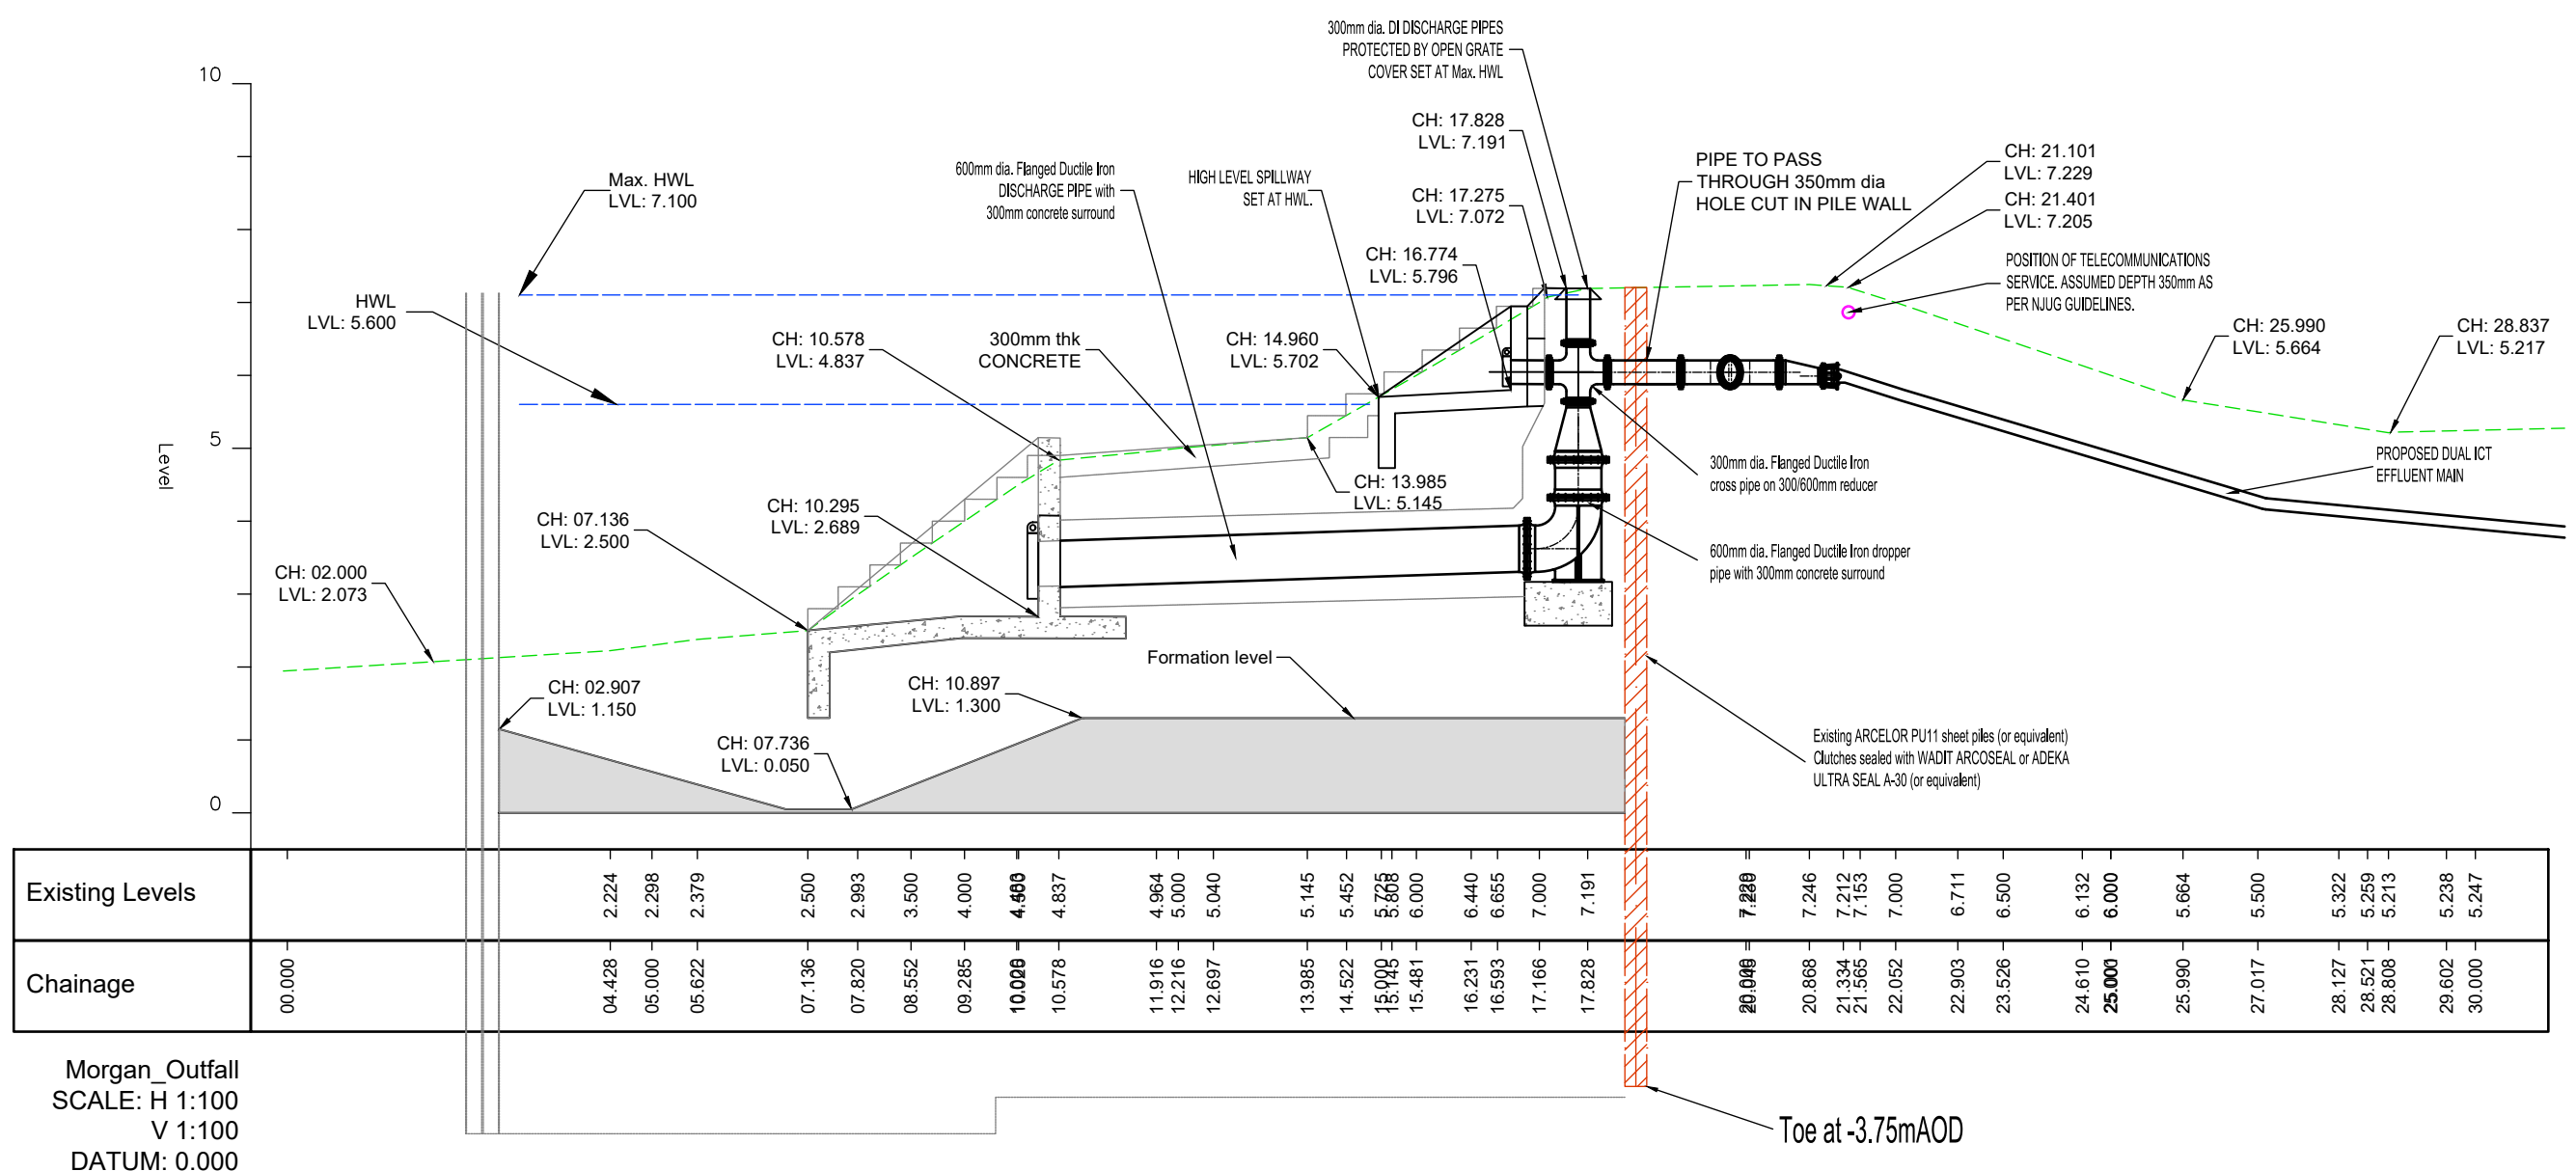 300mm dia. DI DISCHARGE PIPES
PROTECTED BY OPEN GRATE
COVER SET AT Max. HWL
10
CH: 17.828
LVL: 7.191
600mm dia. Flanged Ductile Iron
DISCHARGE PIPE with
300mm concrete surround
HIGH LEVEL SPILLWAY
SET AT HWL.
PIPE TO PASS
THROUGH 350mm dia
HOLE CUT IN PILE WALL
CH: 21.101
LVL: 7.229
Max. HWL
LVL: 7.100
CH: 17.275
LVL: 7.072
CH: 21.401
LVL: 7.205
CH: 16.774
LVL: 5.796
POSITION OF TELECOMMUNICATIONS
SERVICE. ASSUMED DEPTH 350mm AS
PER NJUG GUIDELINES.
HWL
LVL: 5.600
CH: 10.578
LVL: 4.837
300mm thk
CONCRETE
CH: 14.960
LVL: 5.702
CH: 25.990
LVL: 5.664
CH: 28.837
LVL: 5.217
5
Level
CH: 13.985
LVL: 5.145
300mm dia. Flanged Ductile Iron
cross pipe on 300/600mm reducer
PROPOSED DUAL ICT
EFFLUENT MAIN
CH: 10.295
LVL: 2.689
CH: 07.136
LVL: 2.500
600mm dia. Flanged Ductile Iron dropper
pipe with 300mm concrete surround
CH: 02.000
LVL: 2.073
Formation level
CH: 02.907
LVL: 1.150
CH: 10.897
LVL: 1.300
CH: 07.736
LVL: 0.050
Existing ARCELOR PU11 sheet piles (or equivalent)
Clutches sealed with WADIT ARCOSEAL or ADEKA
ULTRA SEAL A-30 (or equivalent)
0
Existing Levels
2.224
2.298
2.379
2.500
2.993
3.500
4.000
4.837
4.964
5.000
5.040
5.145
5.452
5.808
6.000
6.440
6.655
7.000
7.191
7.246
7.212
7.153
7.000
6.711
6.500
6.132
6.000
5.664
5.500
5.322
5.259
5.213
5.238
5.247
Chainage
00.000
04.428
05.000
05.622
07.136
07.820
08.552
09.285
10.578
11.916
12.216
12.697
13.985
14.522
15.000
15.145
15.481
16.231
16.593
17.166
17.828
20.868
21.334
21.565
22.052
22.903
23.526
24.610
25.990
27.017
28.127
28.521
28.808
29.602
30.000
Morgan_Outfall
SCALE: H 1:100
V 1:100
DATUM: 0.000
Toe at -3.75mAOD